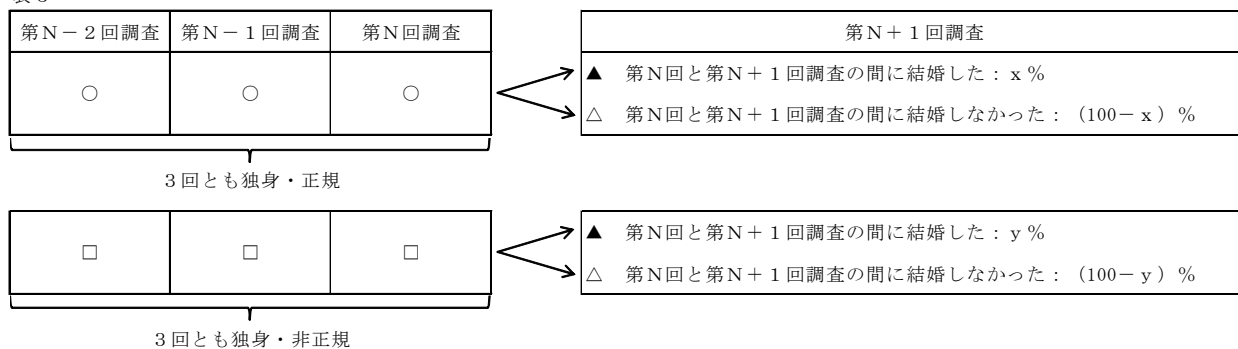 第N－2回調査 第N－1回調査 第N回調査 第N＋1回調査
○ ○ ○
▲ 第N回と第N＋1回調査の間に結婚した：x％
△ 第N回と第N＋1回調査の間に結婚しなかった：（100－x）％
3回とも独身・正規
□ □ □
▲ 第N回と第N＋1回調査の間に結婚した：y％
△ 第N回と第N＋1回調査の間に結婚しなかった：（100－y）％
3回とも独身・非正規